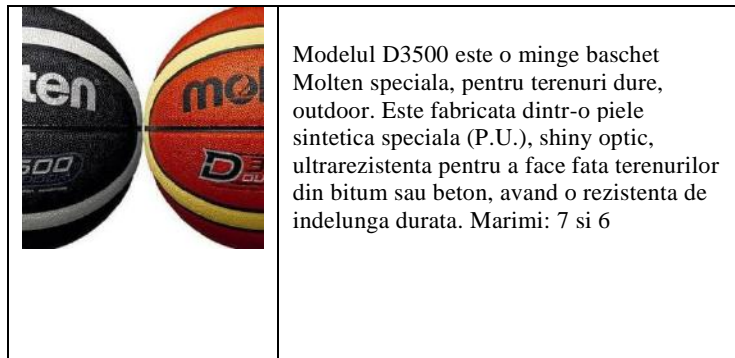 ten
mol
500
D3
Modelul D3500 este o minge baschet
Molten speciala, pentru terenuri dure,
outdoor. Este fabricata dintr-o piele
sintetica speciala (P.U.), shiny optic,
ultrarezistenta pentru a face fata terenurilor
din bitum sau beton, avand o rezistenta de
indelunga durata. Marimi: 7 si 6